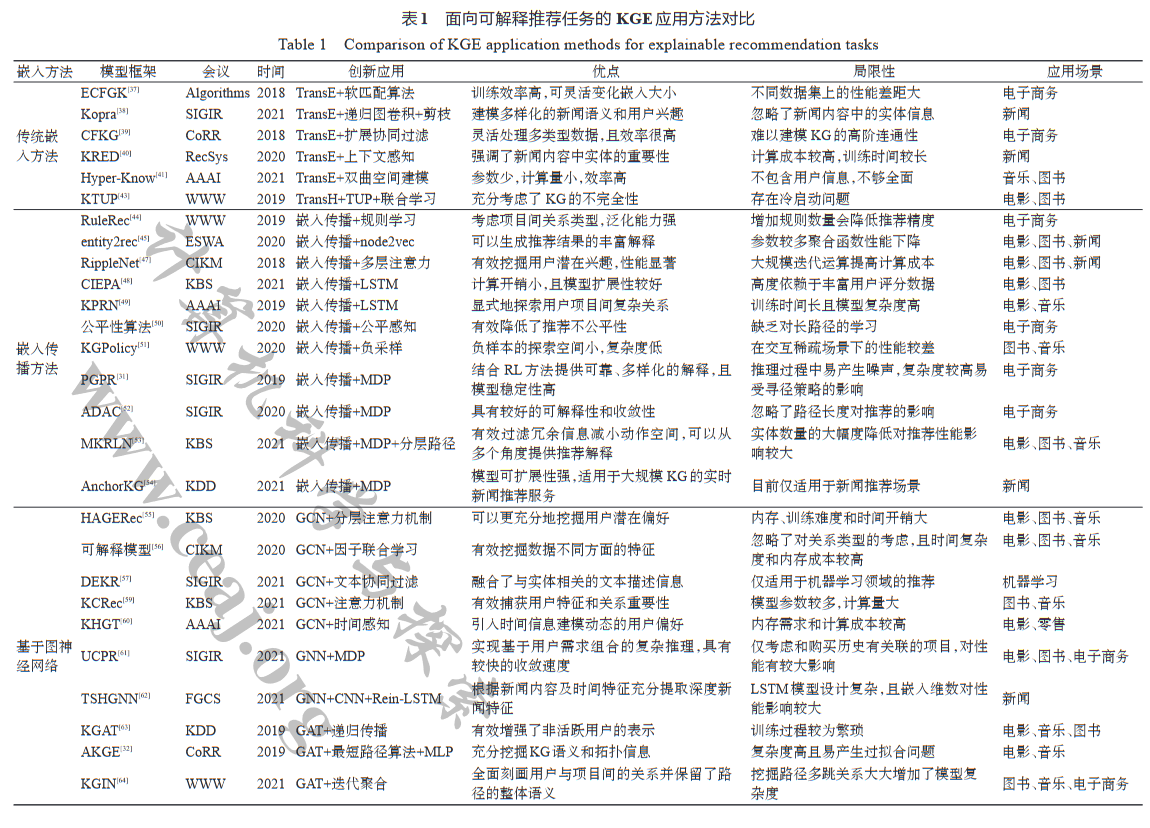 表1 面向可解释推荐任务的 KGE 应用方法对比
Table 1 Comparison of KGE application methods for explainable recommendation tasks
嵌入方法 模型框架 会议 时间 创新应用 优点 局限性 应用场景
传统嵌入方法
ECFGK[37] Algorithms 2018 TransE+软匹配算法 训练效率高,可灵活变化嵌入大小 不同数据集上的性能差距大 电子商务
Kopra[38] SIGIR 2021 TransE+递归图卷积+剪枝 建模多样化的新闻语义和用户兴趣 忽略了新闻内容中的实体信息 新闻
CFKG[39] CoRR 2018 TransE+扩展协同过滤 灵活处理多类型数据,且效率很高 难以建模 KG 的高阶连通性 电子商务
KRED[40] RecSys 2020 TransE+上下文感知 强调了新闻内容中实体的重要性 计算成本较高,训练时间较长 新闻
Hyper-Know[41] AAAI 2021 TransE+双曲空间建模 参数少,计算量小,效率高 不包含用户信息,不够全面 音乐、图书
KTUP[43] WWW 2019 TransH+TUP+联合学习 充分考虑了 KG 的不完全性 存在冷启动问题 电影、图书
嵌入传播方法
RuleRec[44] WWW 2019 嵌入传播+规则学习 考虑项目间关系类型,泛化能力强 增加规则数量会降低推荐精度 电子商务
entity2rec[45] ESWA 2020 嵌入传播+node2vec 可以生成推荐结果的丰富解释 参数较多聚合函数性能下降 电影、图书、新闻
RippleNet[47] CIKM 2018 嵌入传播+多层注意力 有效挖掘用户潜在兴趣,性能显著 大规模迭代运算提高计算成本 电影、图书、新闻
CIEPA[48] KBS 2021 嵌入传播+LSTM 计算开销小,且模型扩展性较好 高度依赖于丰富用户评分数据 电影、图书
KPRN[49] AAAI 2019 嵌入传播+LSTM 显式地探索用户项目间复杂关系 训练时间长且模型复杂度高 电影、音乐
公平性算法[50] SIGIR 2020 嵌入传播+公平感知 有效降低了推荐不公平性 缺乏对长路径的学习 电子商务
KGPolicy[51] WWW 2020 嵌入传播+负采样 负样本的探索空间小,复杂度低 在交互稀疏场景下的性能较差 图书、音乐
PGPR[31] SIGIR 2019 嵌入传播+MDP 结合 RL 方法提供可靠、多样化的解释,且模型稳定性高 推理过程中易产生噪声,复杂度较高易受寻径策略的影响 电子商务
ADAC[52] SIGIR 2020 嵌入传播+MDP 具有较好的可解释性和收敛性 忽略了路径长度对推荐的影响 电子商务
MKRLN[53] KBS 2021 嵌入传播+MDP+分层路径 有效过滤冗余信息减小动作空间,可以从多个角度提供推荐解释 实体数量的大幅度降低对推荐性能影响较大 电影、图书、音乐
AnchorKG[54] KDD 2021 嵌入传播+MDP 模型可扩展性强,适用于大规模 KG 的实时新闻推荐服务 目前仅适用于新闻推荐场景 新闻
基于图神经网络
HAGERec[55] KBS 2020 GCN+分层注意力机制 可以更充分地挖掘用户潜在偏好 内存、训练难度和时间开销大 电影、图书、音乐
可解释模型[56] CIKM 2020 GCN+因子联合学习 有效挖掘数据不同方面的特征 忽略了对关系类型的考虑,且时间复杂度和内存成本较高 电影、图书、音乐
DEKR[57] SIGIR 2021 GCN+文本协同过滤 融合了与实体相关的文本描述信息 仅适用于机器学习领域的推荐 机器学习
KCRec[59] KBS 2021 GCN+注意力机制 有效捕获用户特征和关系重要性 模型参数较多,计算量大 图书、音乐
KHGT[60] AAAI 2021 GCN+时间感知 引入时间信息建模动态的用户偏好 内存需求和计算成本较高 电影、零售
UCPR[61] SIGIR 2021 GNN+MDP 实现基于用户需求组合的复杂推理,具有较快的收敛速度 仅考虑和购买历史有关联的项目,对性能有较大影响 电影、图书、电子商务
TSHGNN[62] FGCS 2021 GNN+CNN+Rein-LSTM 根据新闻内容及时间特征充分提取深度新闻特征 LSTM 模型设计复杂,且嵌入维数对性能影响较大 新闻
KGAT[63] KDD 2019 GAT+递归传播 有效增强了非活跃用户的表示 训练过程较为繁琐 电影、音乐、图书
AKGE[32] CoRR 2019 GAT+最短路径算法+MLP 充分挖掘 KG 语义和拓扑信息 复杂度高且易产生过拟合问题 电影、音乐
KGIN[64] WWW 2021 GAT+迭代聚合 全面刻画用户与项目间的关系并保留了路径的整体语义 挖掘路径多跳关系大大增加了模型复杂度 图书、音乐、电子商务
计算机科学与探索
www.ceaj.org